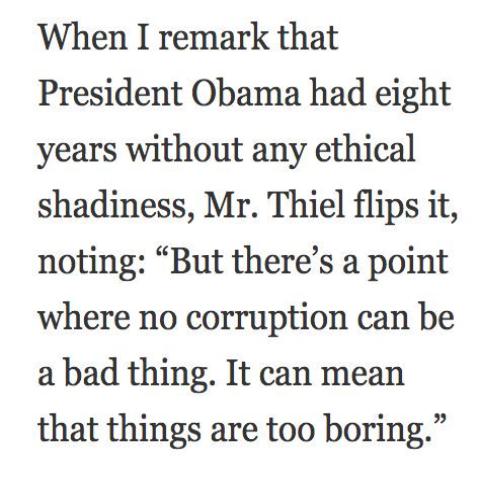 When I remark that
President Obama had eight
years without any ethical
shadiness, Mr. Thiel flips it,
noting: “But there’s a point
where no corruption can be
a bad thing. It can mean
that things are too boring.”